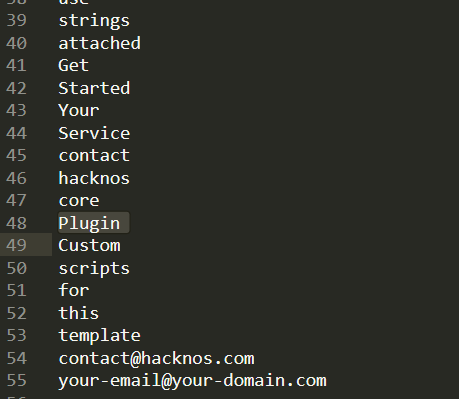 39 strings
40 attached
41 Get
42 Started
43 Your
44 Service
45 contact
46 hacknos
47 core
48 Plugin
49 Custom
50 scripts
51 for
52 this
53 template
54 contact@hacknos.com
55 your-email@your-domain.com